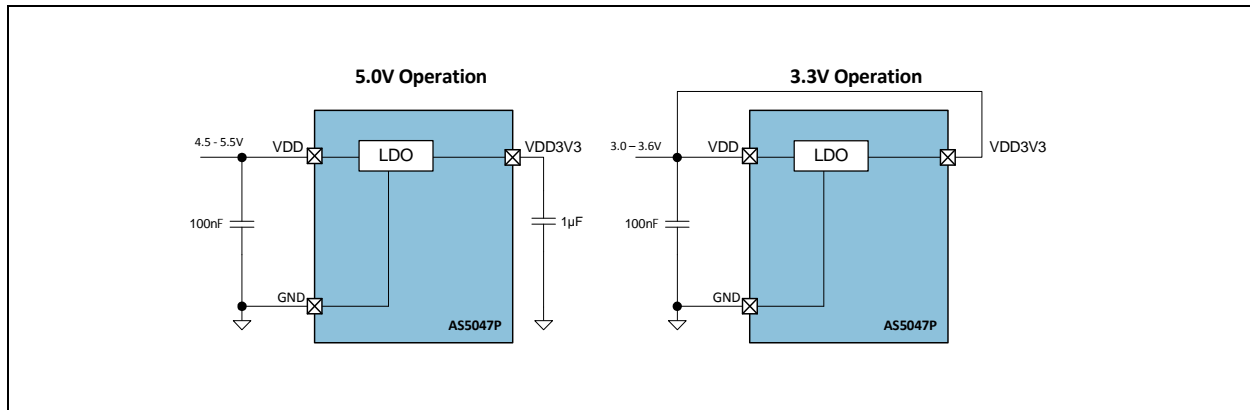 5.0V Operation
4.5 - 5.5V
VDD
LDO
VDD3V3
100nF
1µF
GND
AS5047P
3.3V Operation
3.0 – 3.6V
VDD
LDO
VDD3V3
100nF
GND
AS5047P